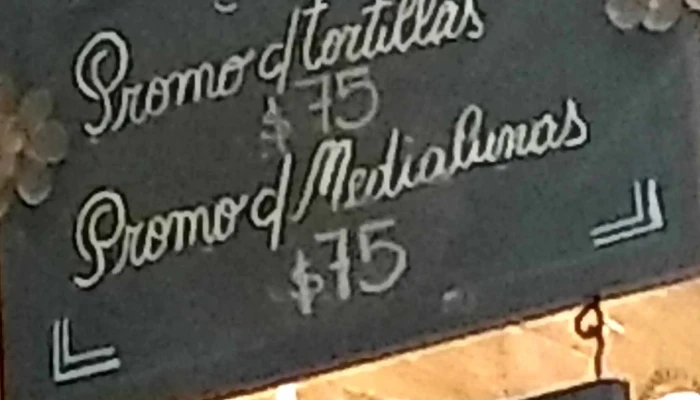 Promo d/tortillas
$75
Promo d/Medialunas
$75